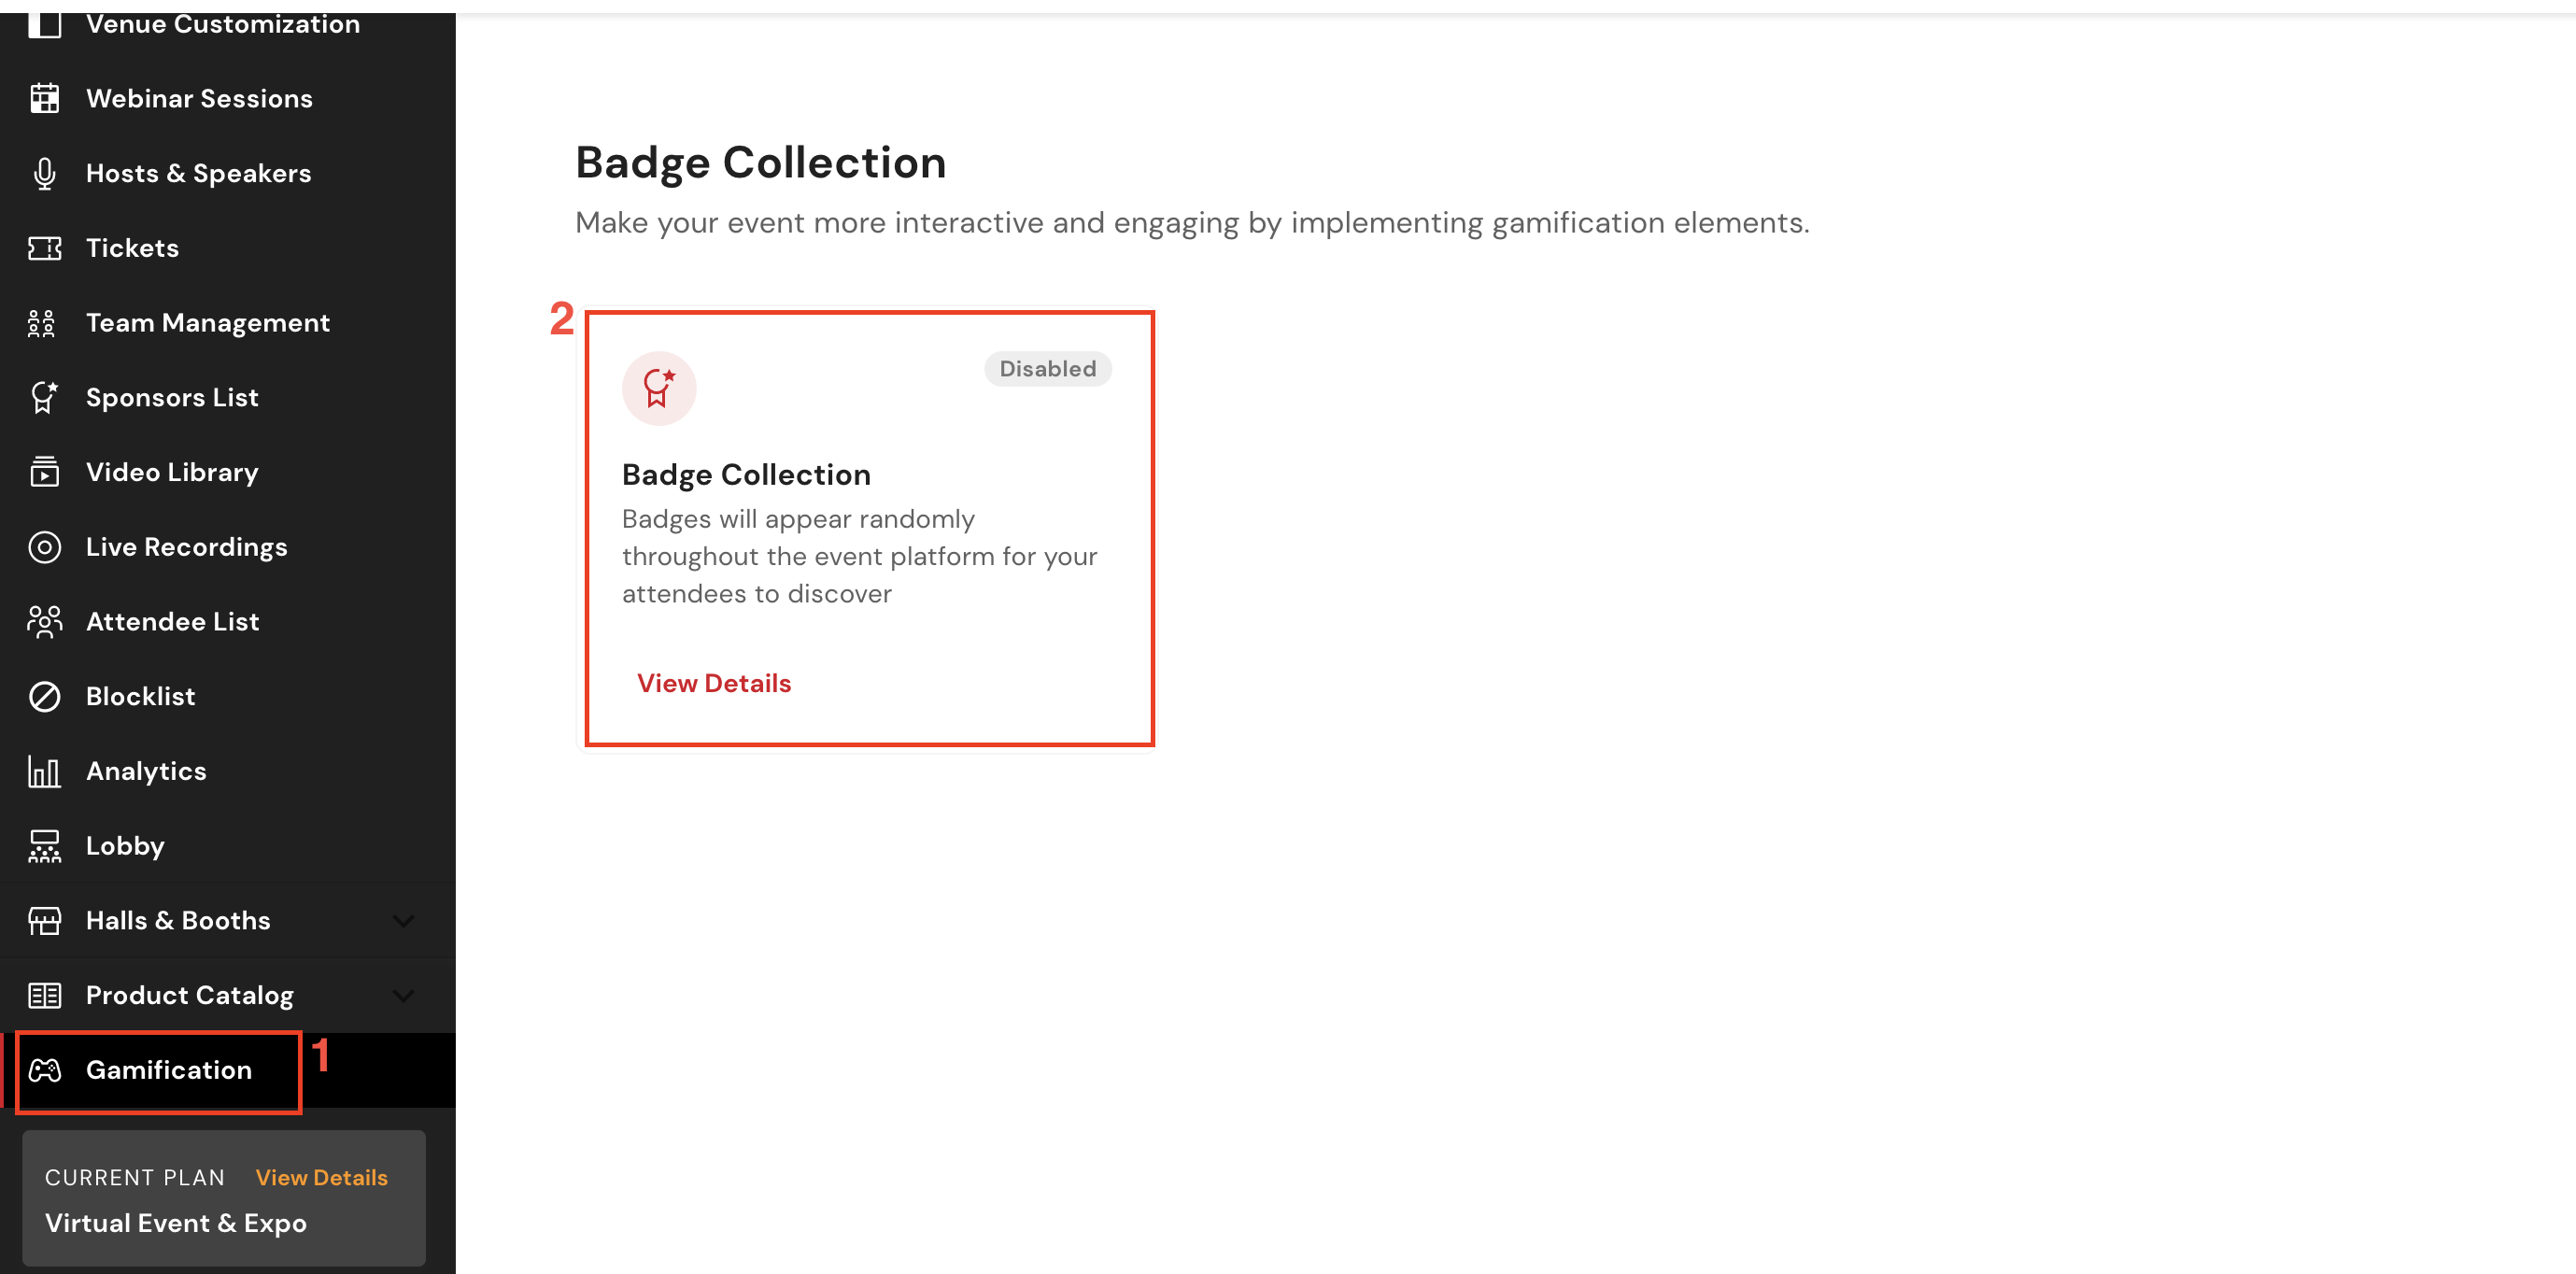 Venue Customization
Webinar Sessions
Hosts & Speakers
Tickets
Team Management
Sponsors List
Video Library
Live Recordings
Attendee List
Blocklist
Analytics
Lobby
Halls & Booths
Product Catalog
Gamification
1
CURRENT PLAN View Details
Virtual Event & Expo
Badge Collection
Make your event more interactive and engaging by implementing gamification elements.
2
Disabled
Badge Collection
Badges will appear randomly
throughout the event platform for your
attendees to discover
View Details